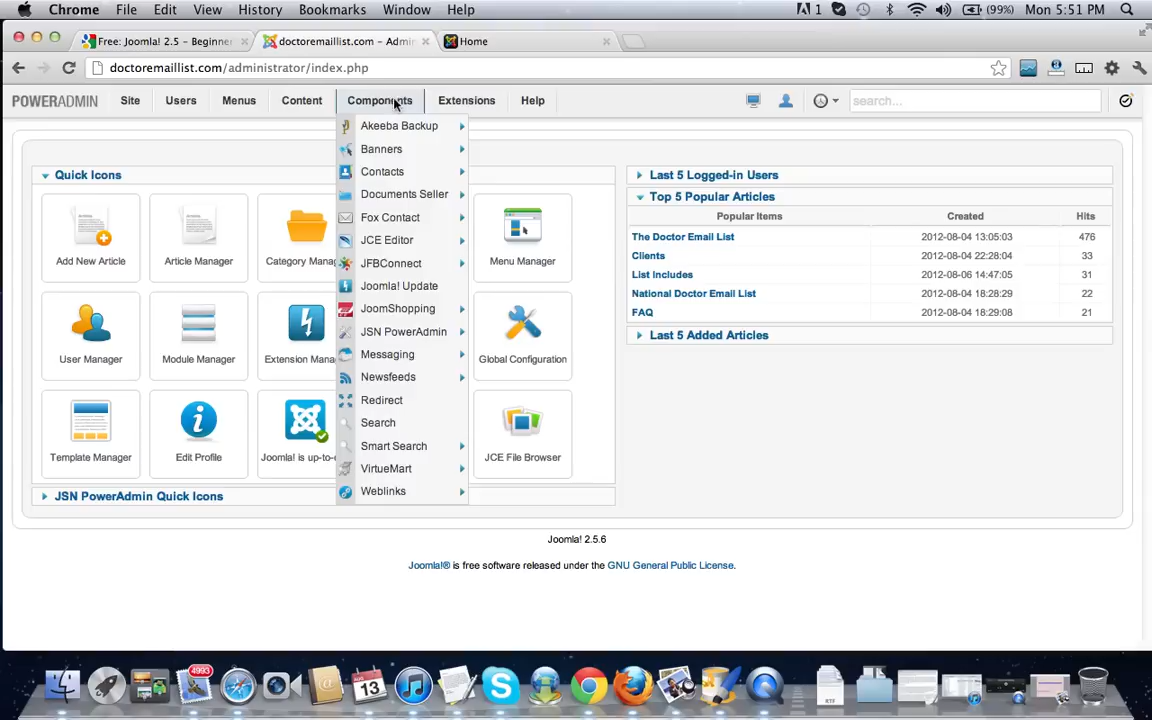 Chrome File Edit View History Bookmarks Window Help 1 (99%) Mon 5:51 PM
Free: Joomla! 2.5 - Beginner
doctoremaillist.com - Admin
Home
doctoremaillist.com/administrator/index.php
POWERADMIN Site Users Menus Content Components Extensions Help search...
Akeeba Backup
Banners
Contacts
Documents Seller
Fox Contact
JCE Editor
JFBConnect
Joomla! Update
JoomShopping
JSN PowerAdmin
Messaging
Newsfeeds
Redirect
Search
Smart Search
VirtueMart
Weblinks
Quick Icons
Add New Article
Article Manager
Category Mana
Menu Manager
User Manager
Module Manager
Extension Mana
Global Configuration
Template Manager
Edit Profile
Joomla! is up-to-
JCE File Browser
JSN PowerAdmin Quick Icons
Last 5 Logged-in Users
Top 5 Popular Articles
Popular Items Created Hits
The Doctor Email List 2012-08-04 13:05:03 476
Clients 2012-08-04 22:28:04 33
List Includes 2012-08-06 14:47:05 31
National Doctor Email List 2012-08-04 18:28:29 22
FAQ 2012-08-04 18:29:08 21
Last 5 Added Articles
Joomla! 2.5.6
Joomla!® is free software released under the GNU General Public License.
4993
AUG
13
RTF